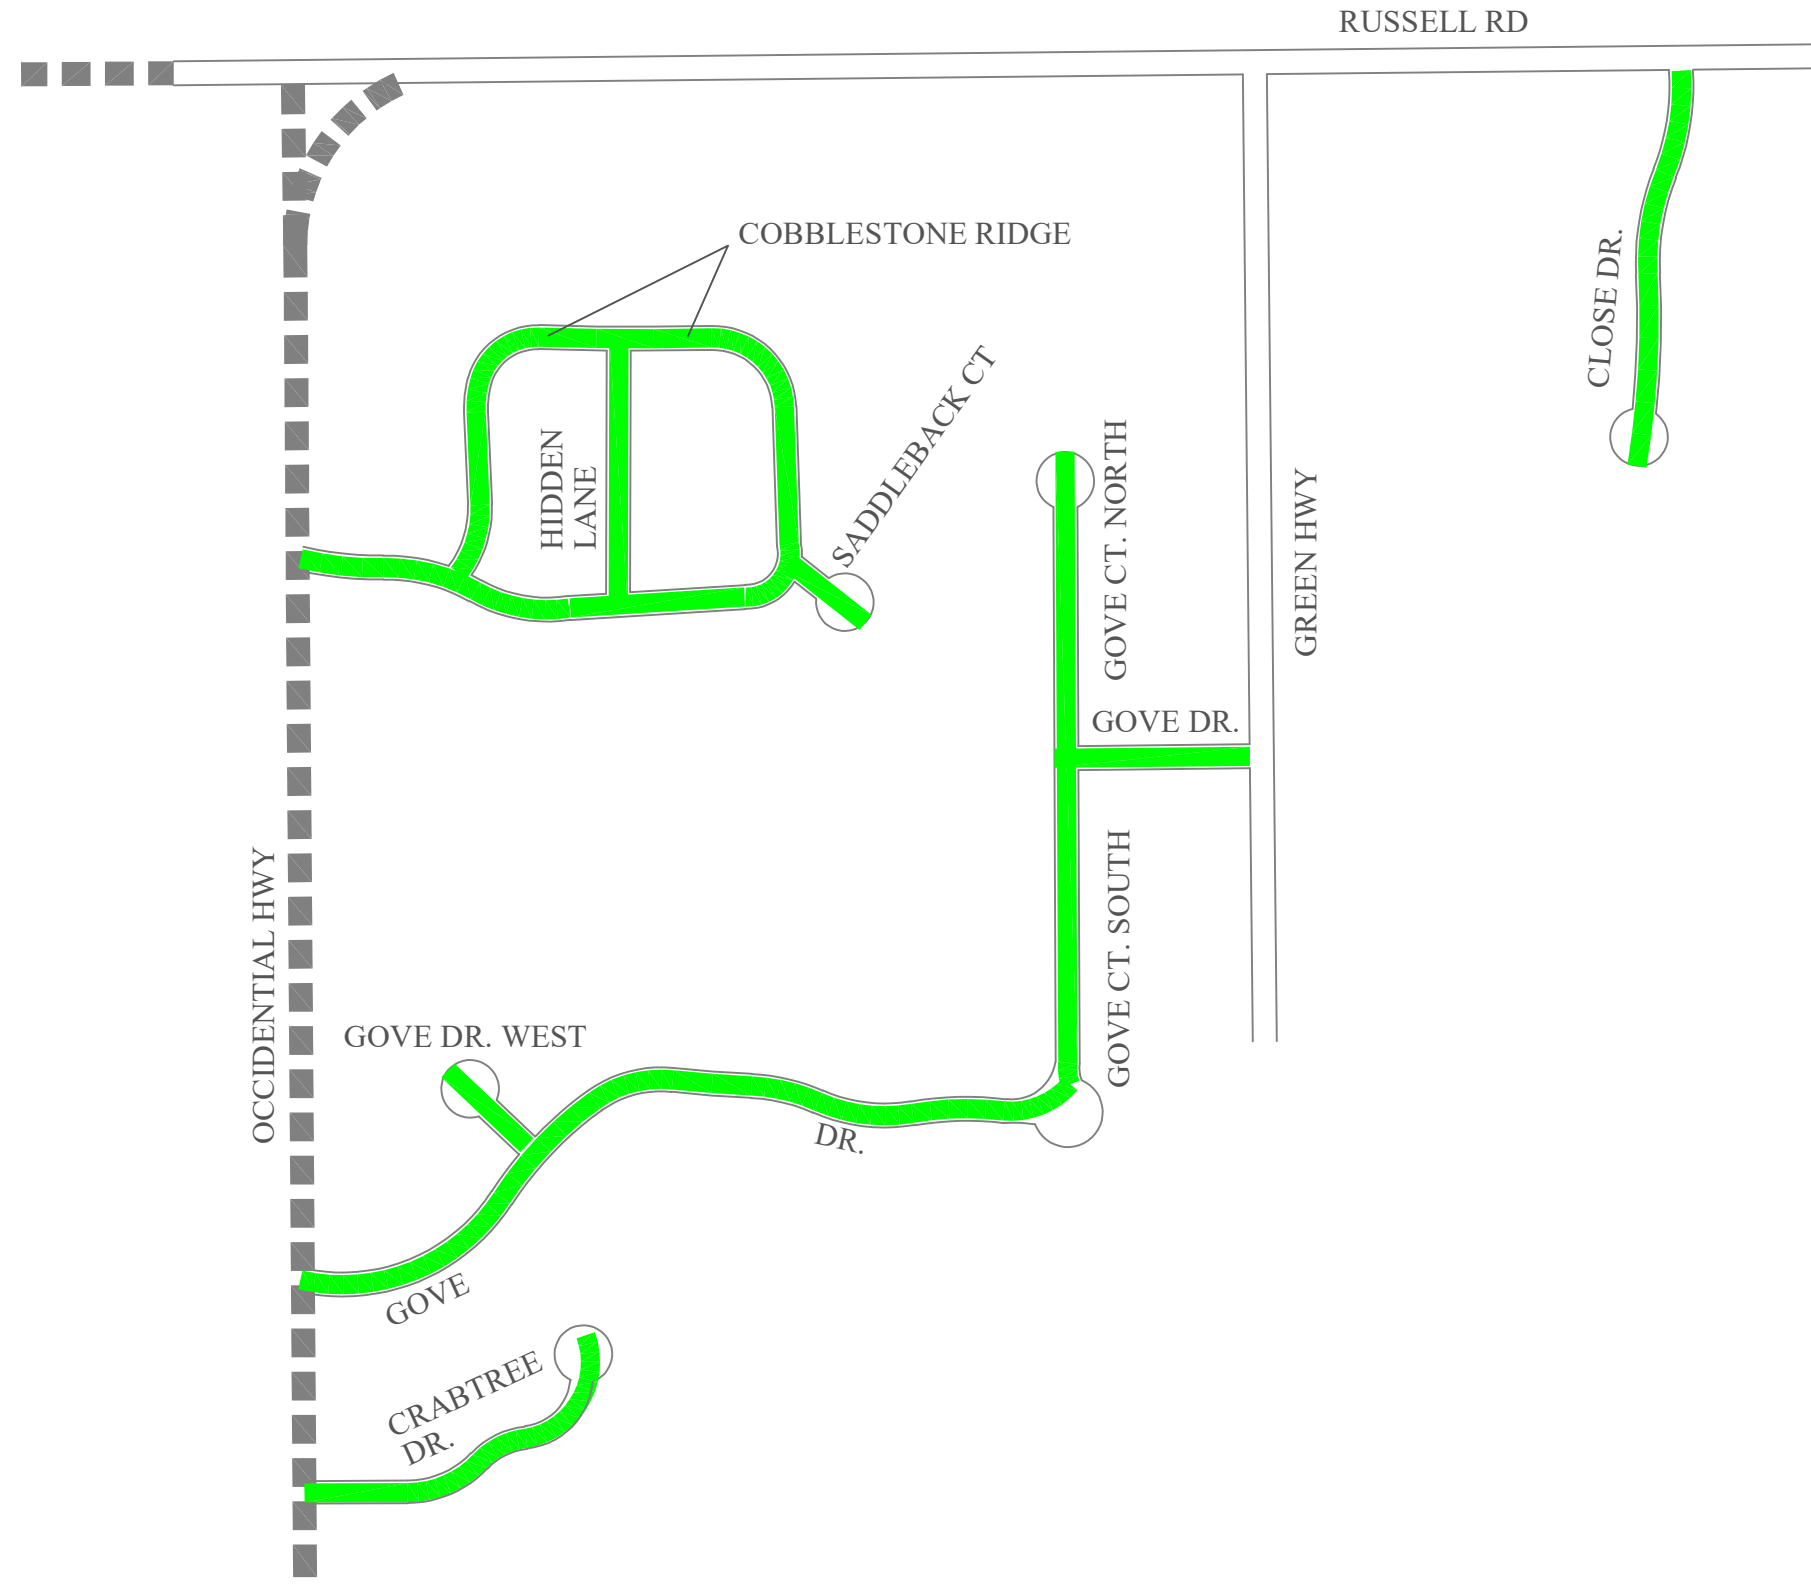 RUSSELL RD
COBBLESTONE RIDGE
CLOSE DR.
SADDLEBACK CT
HIDDEN
LANE
GOVE CT. NORTH
GREEN HWY
GOVE DR.
GOVE CT. SOUTH
OCCIDENTIAL HWY
GOVE DR. WEST
DR.
GOVE
CRABTREE
DR.